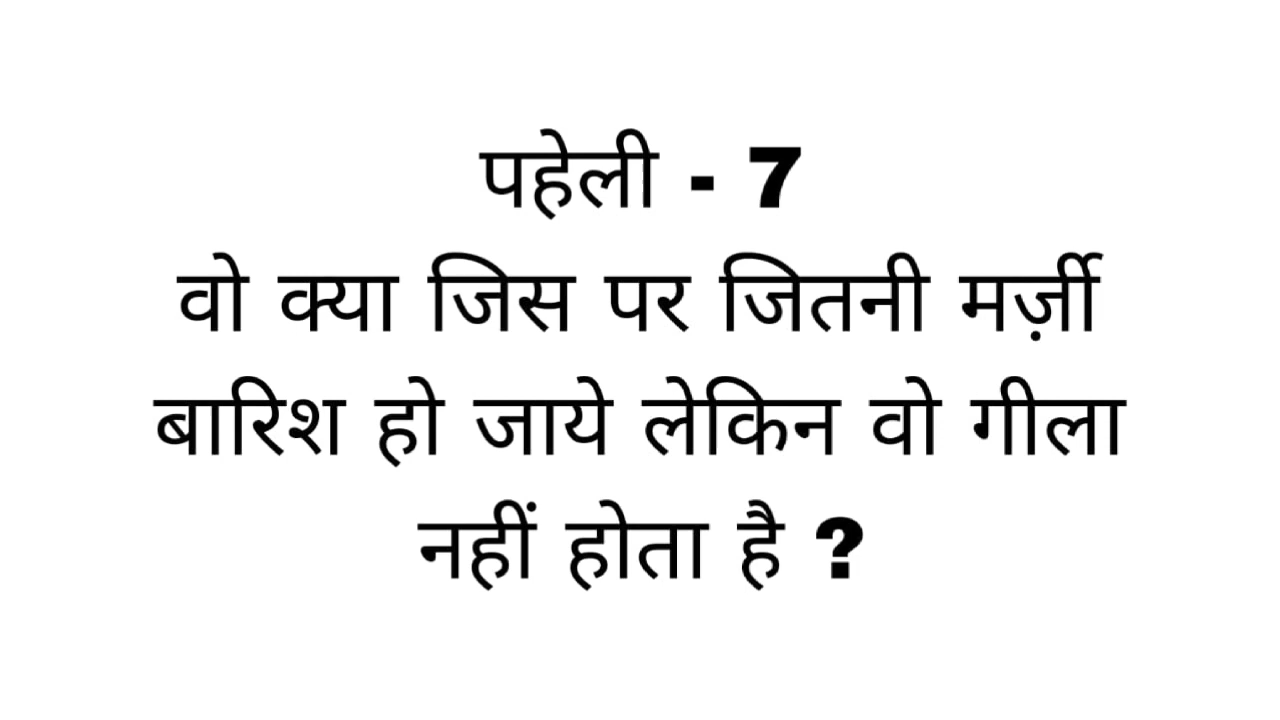 पहेली - 7
वो क्या जिस पर जितनी मर्ज़ी
बारिश हो जाये लेकिन वो गीला
नहीं होता है ?